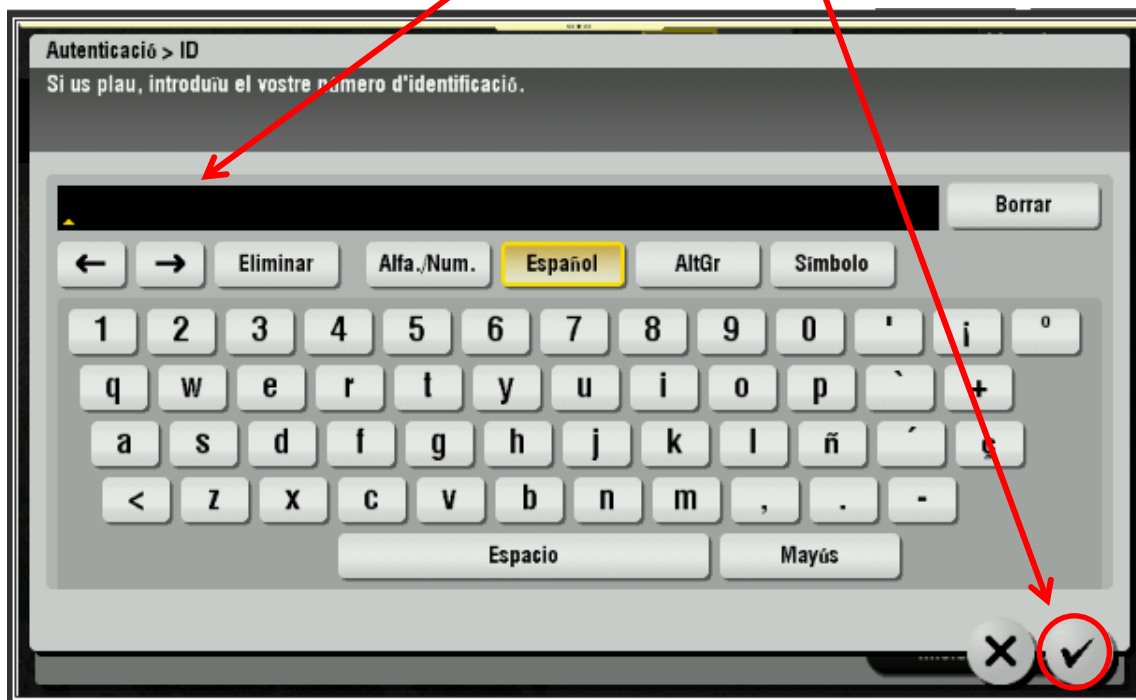 Autenticació > ID
Si us plau, introduïu el vostre número d'identificació.
Borrar
← → Eliminar Alfa./Num. Español AltGr Símbolo
1 2 3 4 5 6 7 8 9 0 ' ¡ º
q w e r t y u i o p ` +
a s d f g h j k l ñ ´ ç
< z x c v b n m , . -
Espacio Mayús